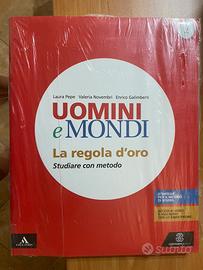 Laura Pepe Valeria Novembri Enrico Galimberti
UOMINI
e MONDI
La regola d'oro
Studiare con metodo
subito